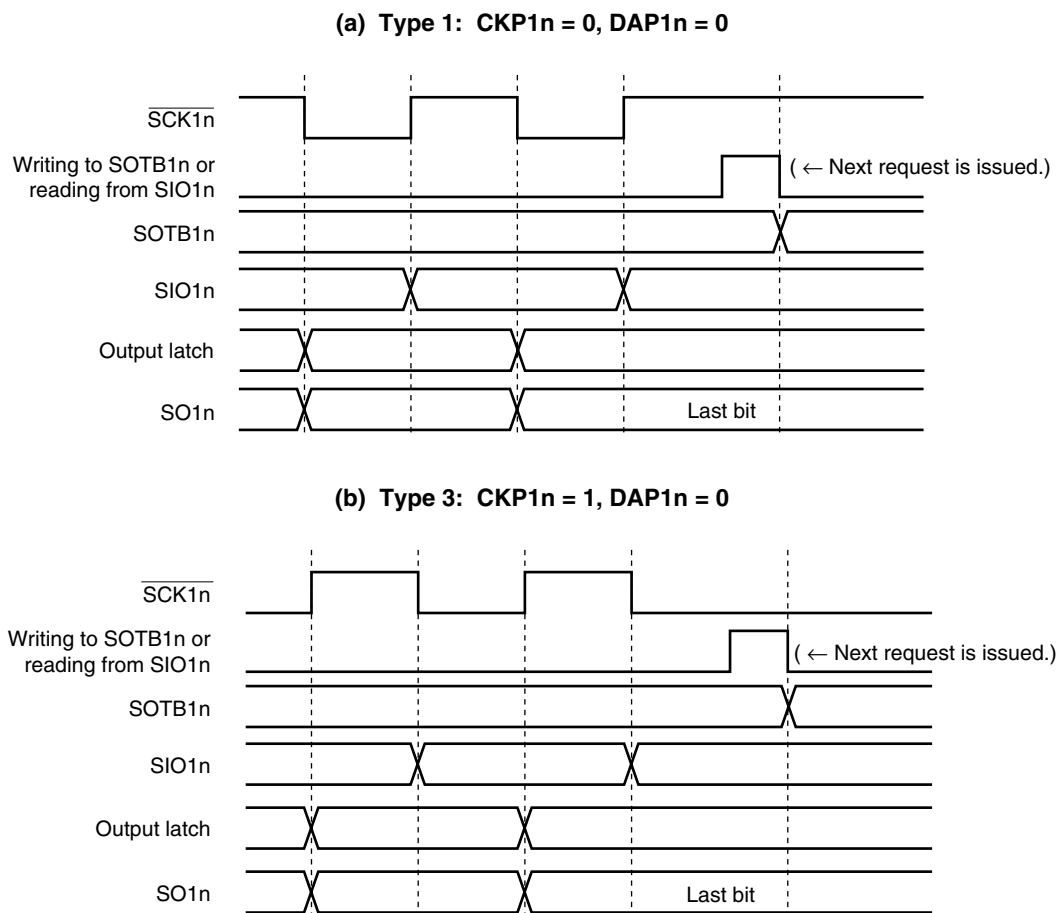 (a) Type 1: CKP1n = 0, DAP1n = 0
SCK1n
Writing to SOTB1n or
reading from SIO1n
( ← Next request is issued.)
SOTB1n
SIO1n
Output latch
SO1n
Last bit
(b) Type 3: CKP1n = 1, DAP1n = 0
SCK1n
Writing to SOTB1n or
reading from SIO1n
( ← Next request is issued.)
SOTB1n
SIO1n
Output latch
SO1n
Last bit